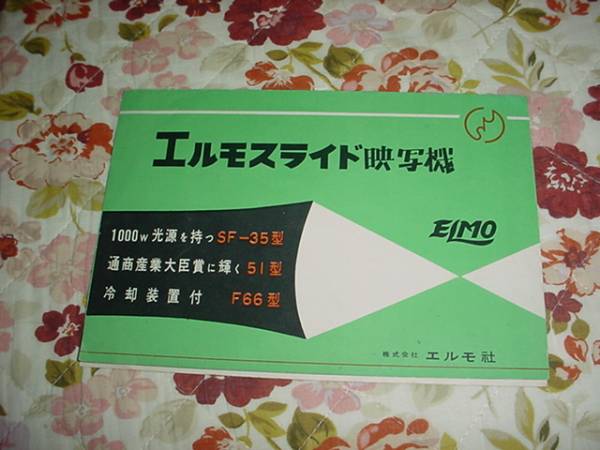 エルモスライド映写機
ELMO
1000w 光源を持つSF-35型
通商産業大臣賞に輝く51型
冷却装置付 F66型
株式会社 エルモ社